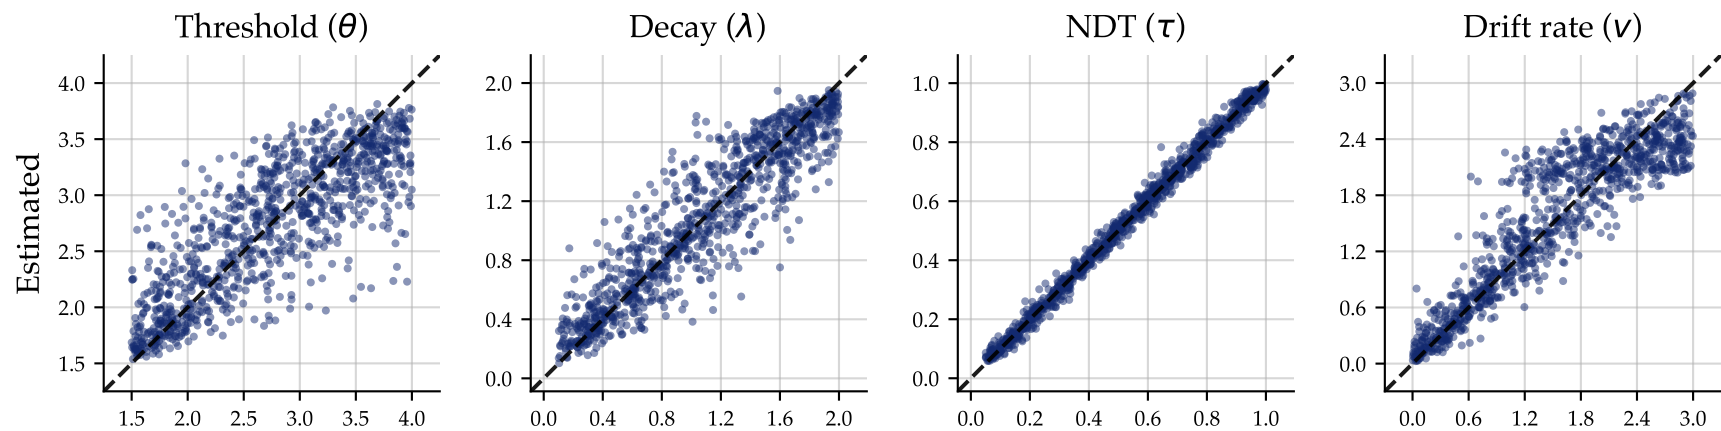 Threshold (θ)
4.0
3.5
3.0
2.5
2.0
1.5
Estimated
1.5 2.0 2.5 3.0 3.5 4.0
Decay (λ)
2.0
1.6
1.2
0.8
0.4
0.0
0.0 0.4 0.8 1.2 1.6 2.0
NDT (τ)
1.0
0.8
0.6
0.4
0.2
0.0
0.0 0.2 0.4 0.6 0.8 1.0
Drift rate (v)
3.0
2.4
1.8
1.2
0.6
0.0
0.0 0.6 1.2 1.8 2.4 3.0